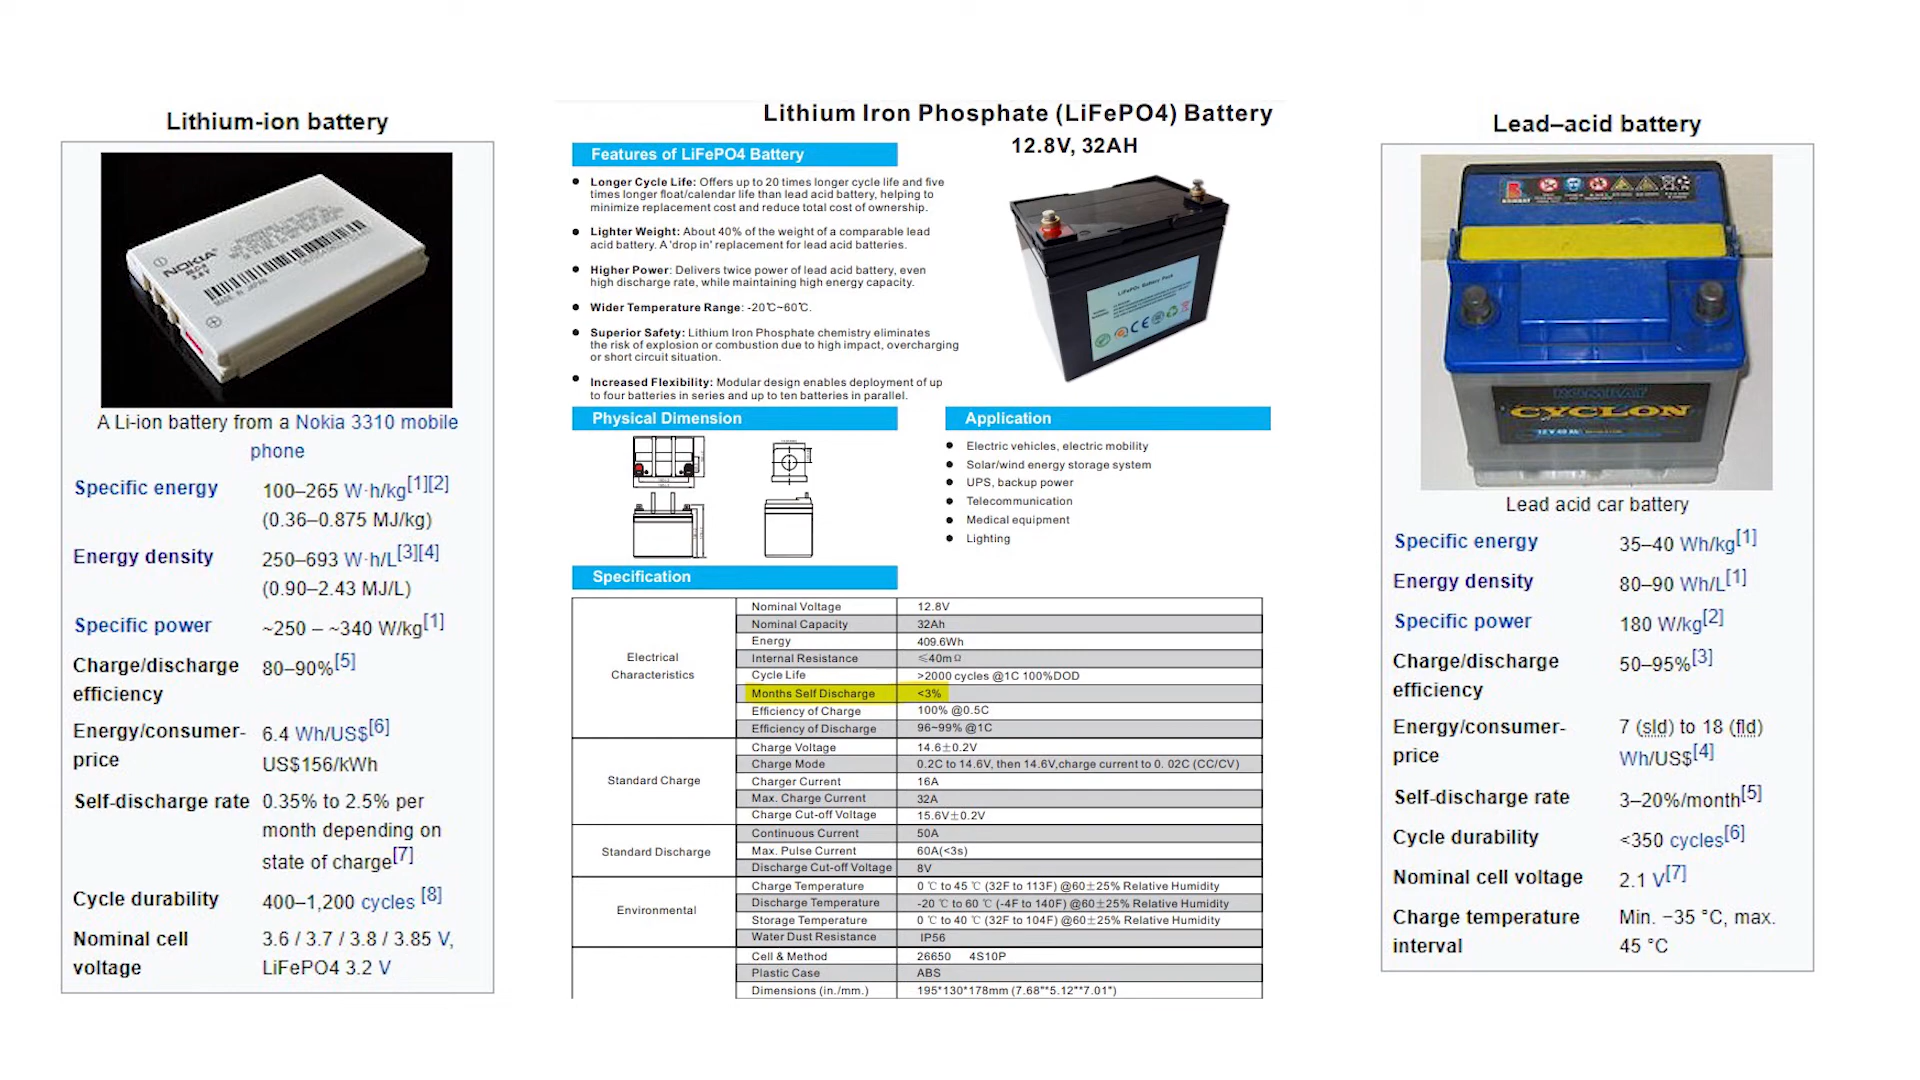 Lithium-ion battery
NOKIA
MADE IN JAPAN
A Li-ion battery from a Nokia 3310 mobile
phone
Specific energy 100–265 W·h/kg[1][2]
(0.36–0.875 MJ/kg)
Energy density 250–693 W·h/L[3][4]
(0.90–2.43 MJ/L)
Specific power ~250 – ~340 W/kg[1]
Charge/discharge 80–90%[5]
efficiency
Energy/consumer- 6.4 Wh/US$[6]
price US$156/kWh
Self-discharge rate 0.35% to 2.5% per
month depending on
state of charge[7]
Cycle durability 400–1,200 cycles [8]
Nominal cell 3.6 / 3.7 / 3.8 / 3.85 V,
voltage LiFePO4 3.2 V
Lithium Iron Phosphate (LiFePO4) Battery
12.8V, 32AH
Features of LiFePO4 Battery
Longer Cycle Life: Offers up to 20 times longer cycle life and five
times longer float/calendar life than lead acid battery, helping to
minimize replacement cost and reduce total cost of ownership.
Lighter Weight: About 40% of the weight of a comparable lead
acid battery. A 'drop in' replacement for lead acid batteries.
Higher Power: Delivers twice power of lead acid battery, even
high discharge rate, while maintaining high energy capacity.
Wider Temperature Range: -20℃~60℃.
Superior Safety: Lithium Iron Phosphate chemistry eliminates
the risk of explosion or combustion due to high impact, overcharging
or short circuit situation.
Increased Flexibility: Modular design enables deployment of up
to four batteries in series and up to ten batteries in parallel.
LiFePO4 Battery Pack
Physical Dimension
Application
Electric vehicles, electric mobility
Solar/wind energy storage system
UPS, backup power
Telecommunication
Medical equipment
Lighting
Specification
Electrical
Characteristics
Nominal Voltage 12.8V
Nominal Capacity 32Ah
Energy 409.6Wh
Internal Resistance ≤40mΩ
Cycle Life >2000 cycles @1C 100%DOD
Months Self Discharge <3%
Efficiency of Charge 100% @0.5C
Efficiency of Discharge 96~99% @1C
Standard Charge
Charge Voltage 14.6±0.2V
Charge Mode 0.2C to 14.6V, then 14.6V,charge current to 0. 02C (CC/CV)
Charger Current 16A
Max. Charge Current 32A
Charge Cut-off Voltage 15.6V±0.2V
Standard Discharge
Continuous Current 50A
Max. Pulse Current 60A(<3s)
Discharge Cut-off Voltage 8V
Environmental
Charge Temperature 0 ℃ to 45 ℃ (32F to 113F) @60±25% Relative Humidity
Discharge Temperature -20 ℃ to 60 ℃ (-4F to 140F) @60±25% Relative Humidity
Storage Temperature 0 ℃ to 40 ℃ (32F to 104F) @60±25% Relative Humidity
Water Dust Resistance IP56
Cell & Method 26650 4S10P
Plastic Case ABS
Dimensions (in./mm.) 195*130*178mm (7.68"*5.12"*7.01")
Lead–acid battery
ROMBAT
CYCLON
Lead acid car battery
Specific energy 35–40 Wh/kg[1]
Energy density 80–90 Wh/L[1]
Specific power 180 W/kg[2]
Charge/discharge 50–95%[3]
efficiency
Energy/consumer- 7 (sld) to 18 (fld)
price Wh/US$[4]
Self-discharge rate 3–20%/month[5]
Cycle durability <350 cycles[6]
Nominal cell voltage 2.1 V[7]
Charge temperature Min. −35 °C, max.
interval 45 °C